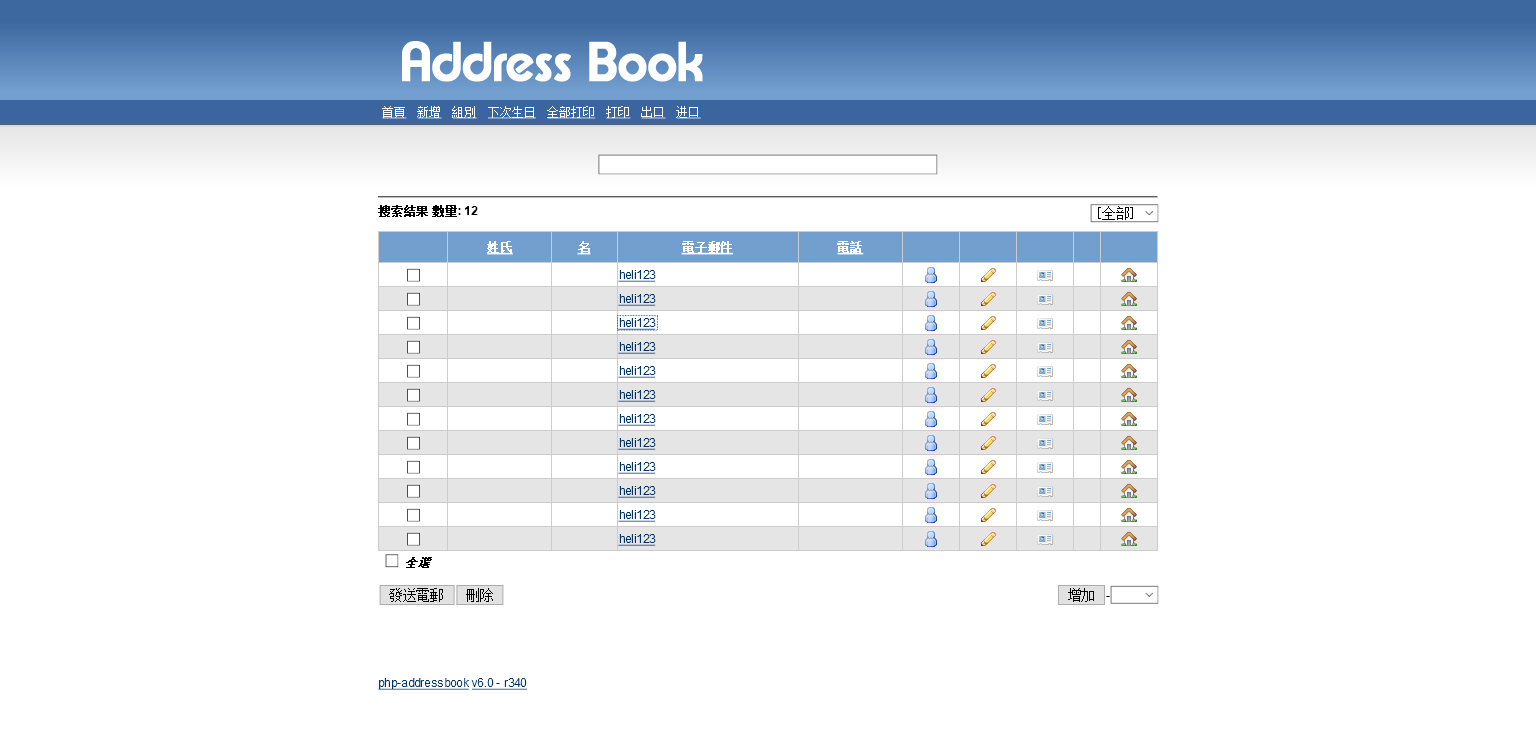 Address Book
首頁 新增 組別 下次生日 全部打印 打印 出口 进口
搜索结果 數量: 12 [全部]
姓氏 名 電子郵件 電話
heli123
heli123
heli123
heli123
heli123
heli123
heli123
heli123
heli123
heli123
heli123
heli123
全選
發送電郵 刪除 增加 -
php-addressbook v6.0 - r340